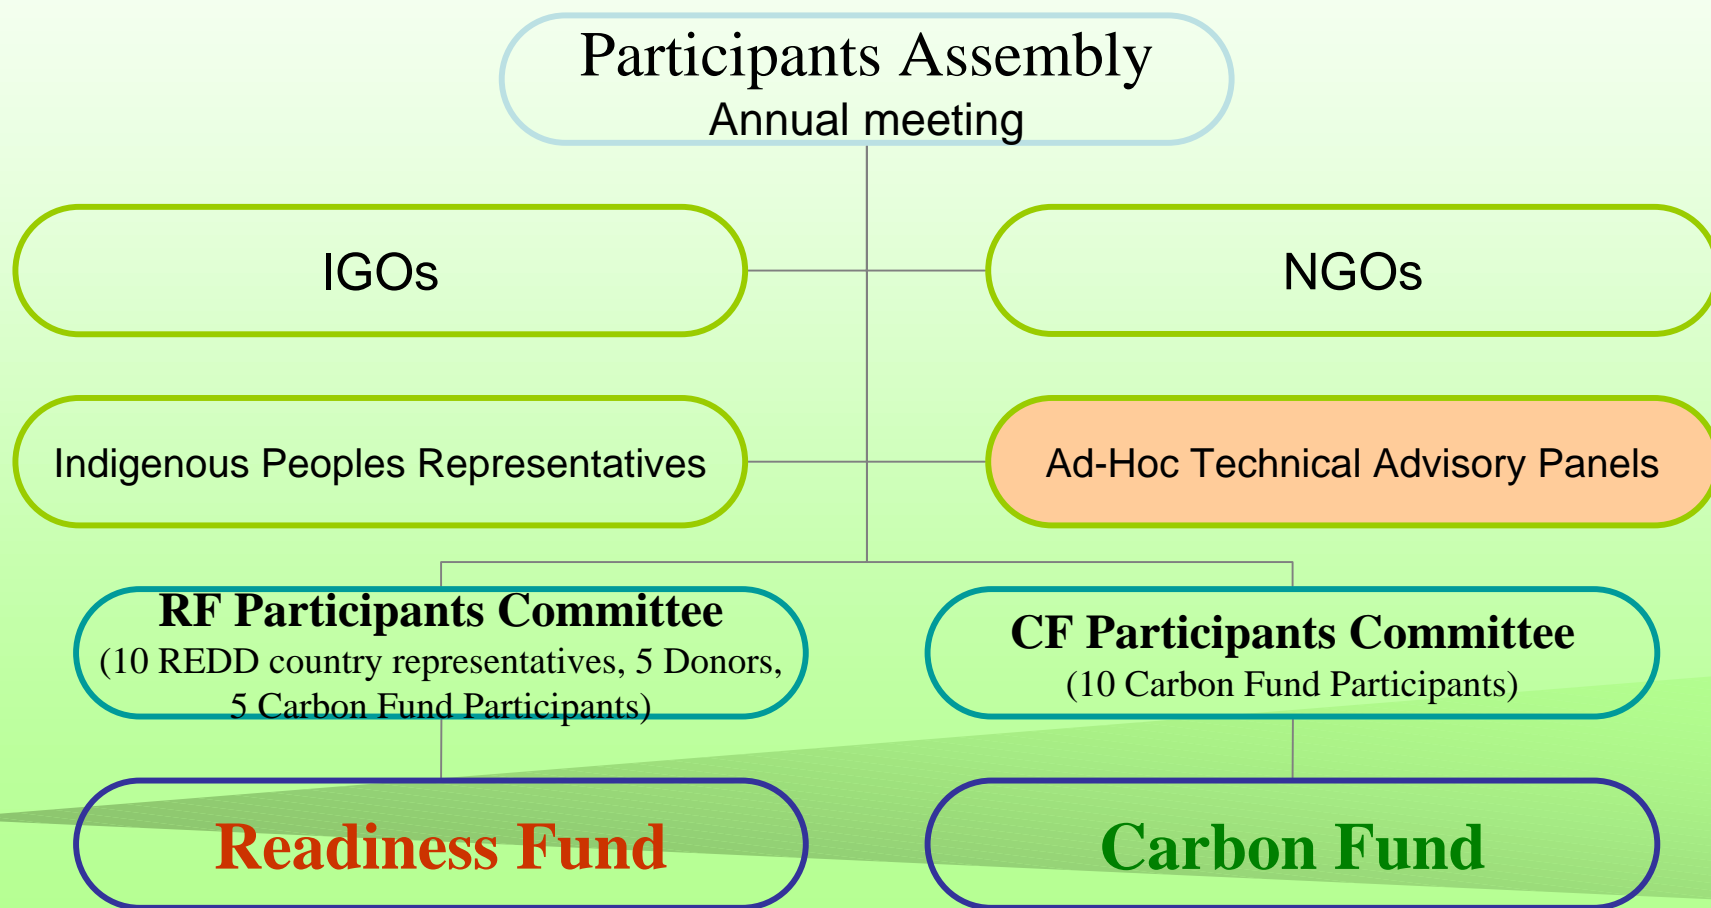 Participants Assembly
Annual meeting
IGOs
NGOs
Indigenous Peoples Representatives
Ad-Hoc Technical Advisory Panels
RF Participants Committee
(10 REDD country representatives, 5 Donors,
5 Carbon Fund Participants)
CF Participants Committee
(10 Carbon Fund Participants)
Readiness Fund
Carbon Fund